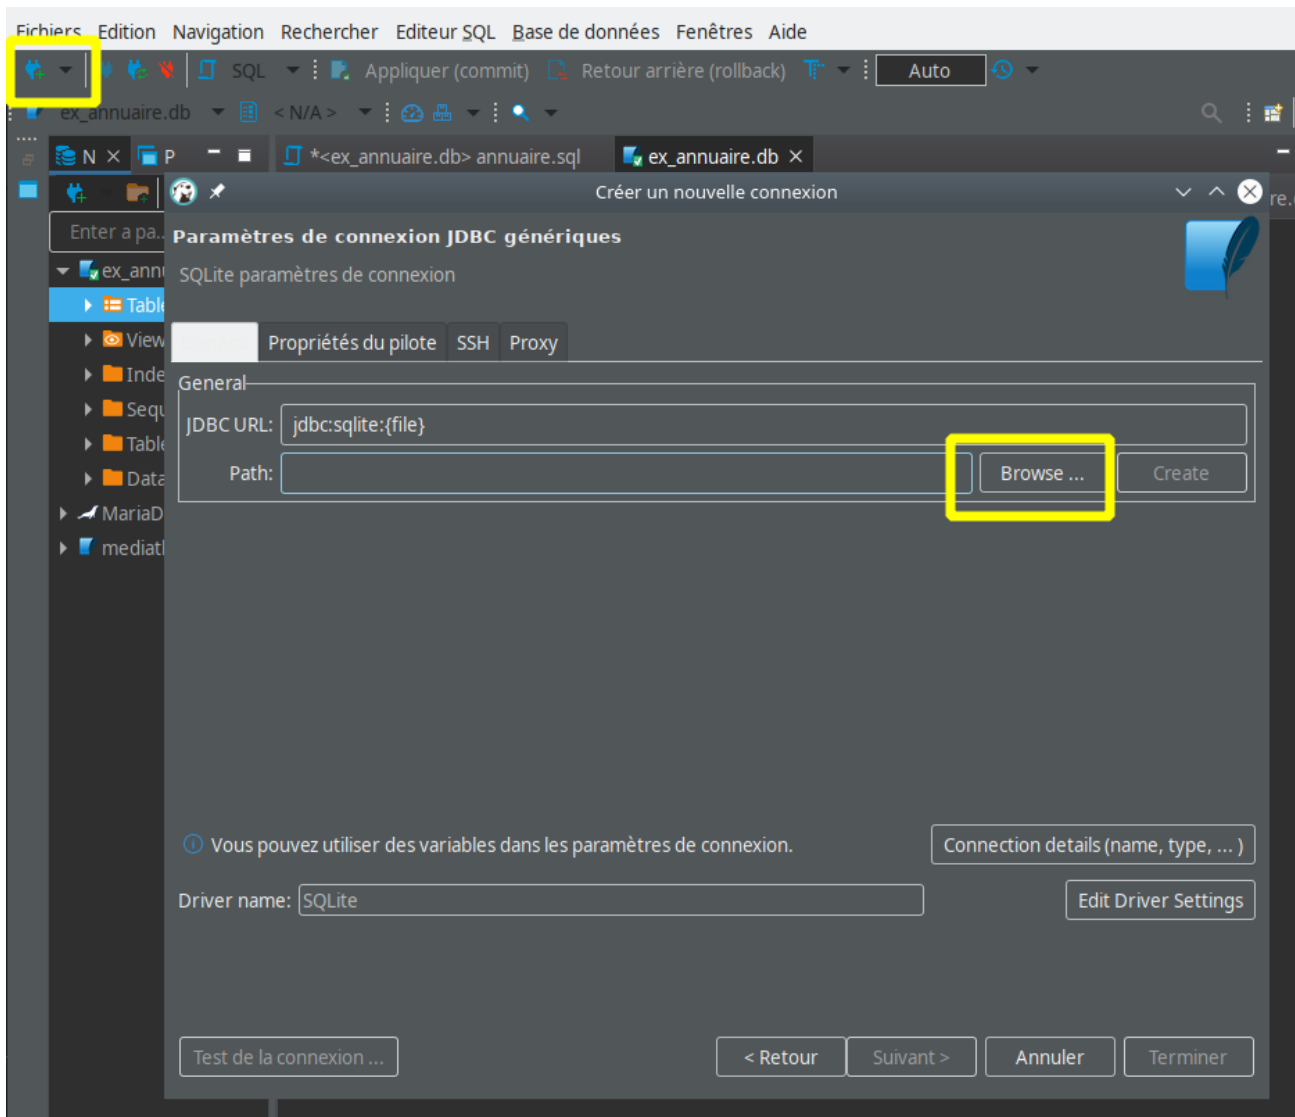 Fichiers Edition Navigation Rechercher Editeur SQL Base de données Fenêtres Aide
SQL Appliquer (commit) Retour arrière (rollback) Auto
ex_annuaire.db < N/A >
N P *<ex_annuaire.db> annuaire.sql ex_annuaire.db
Créer un nouvelle connexion
re.
Enter a pa..
Paramètres de connexion JDBC génériques
ex_ann
SQLite paramètres de connexion
Table
View
Propriétés du pilote SSH Proxy
Inde
General
Sequ
JDBC URL: jdbc:sqlite:{file}
Table
Data
Path: Browse ... Create
MariaD
mediat
Vous pouvez utiliser des variables dans les paramètres de connexion. Connection details (name, type, ... )
Driver name: SQLite Edit Driver Settings
Test de la connexion ... < Retour Suivant > Annuler Terminer